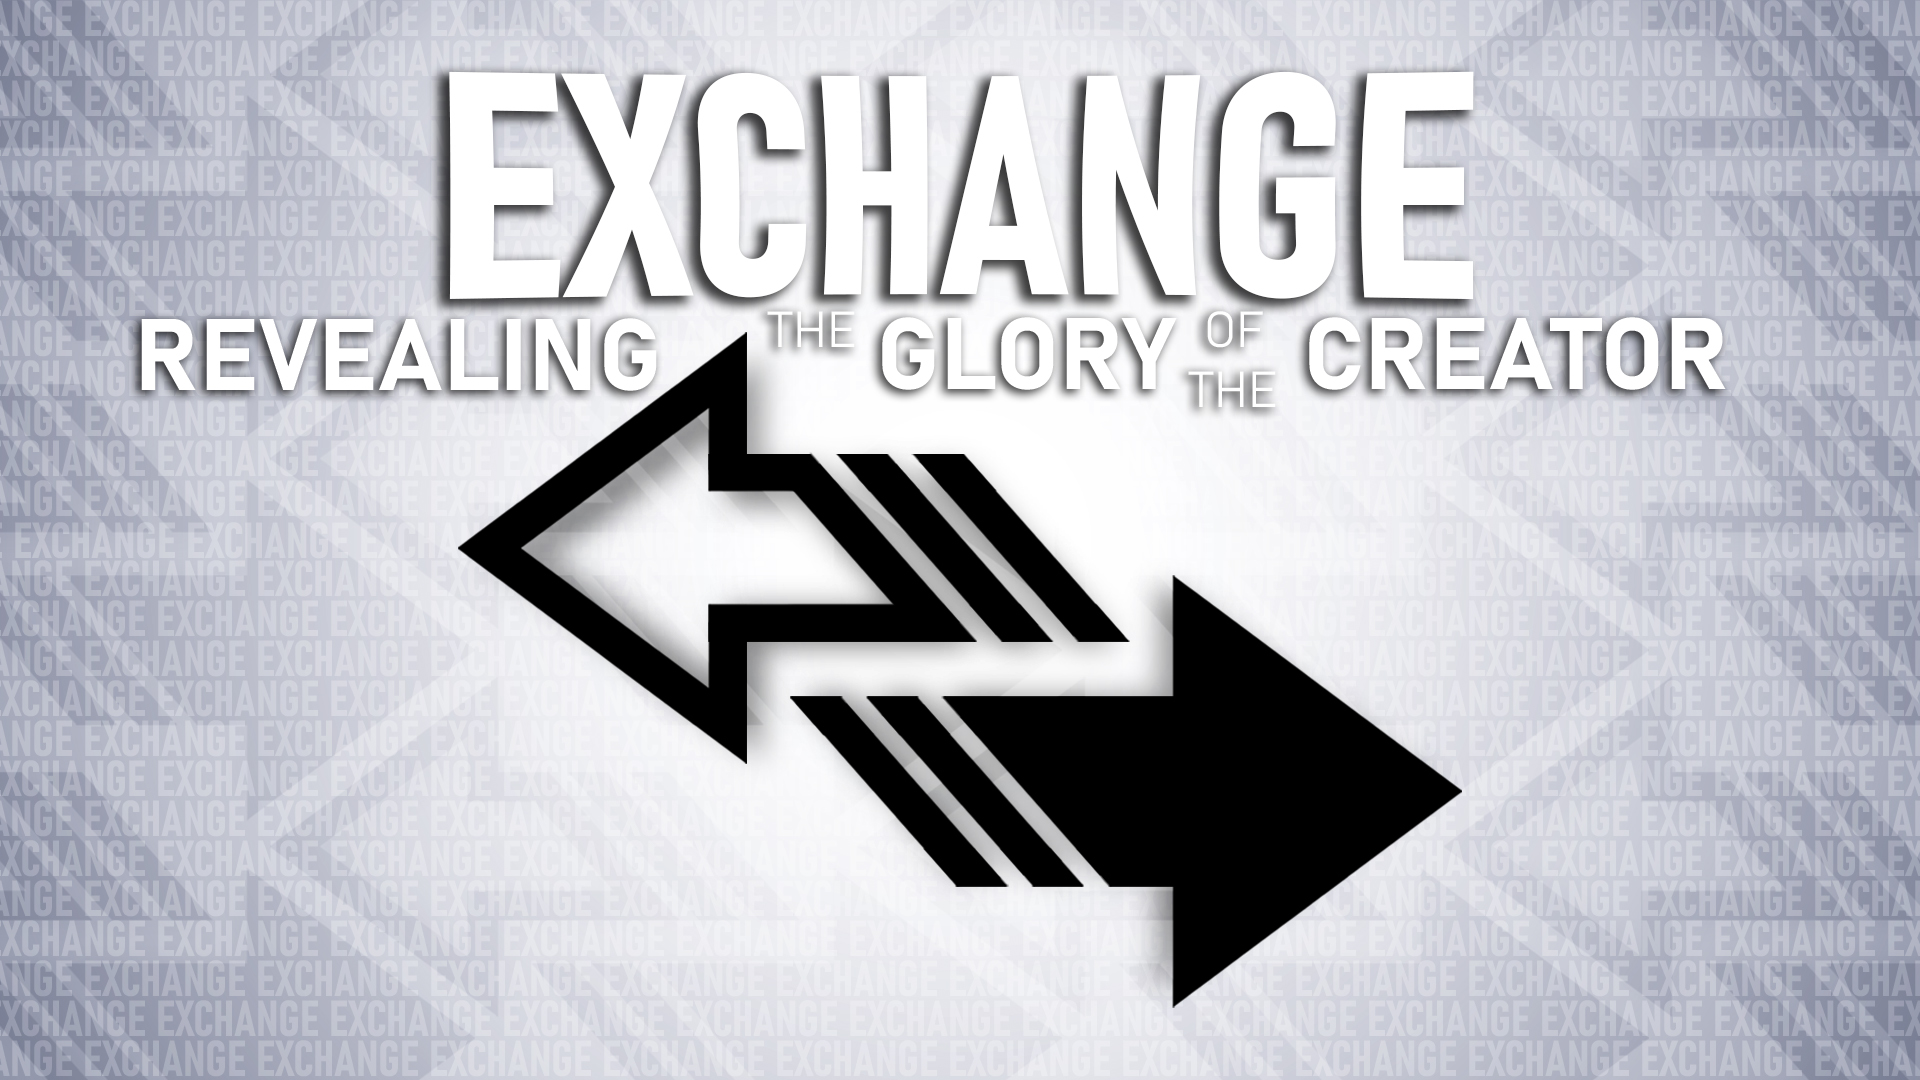 EXCHANGE
REVEALING THE GLORY OF THE CREATOR